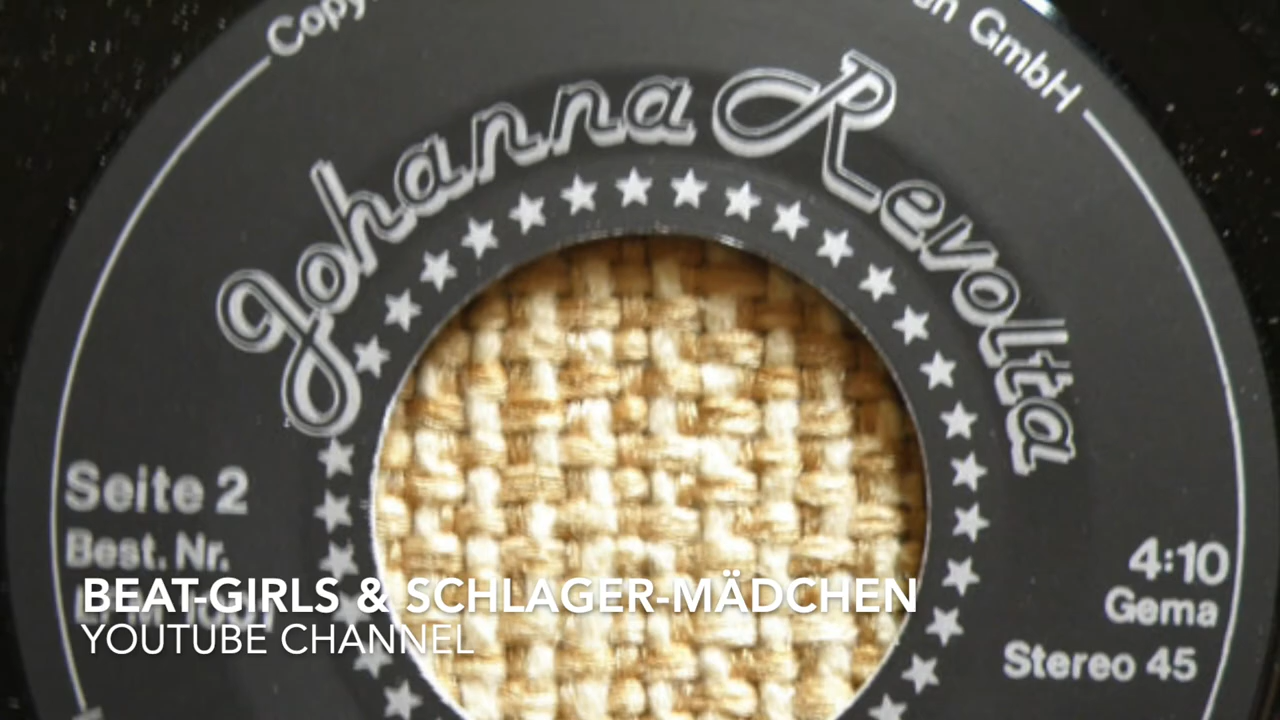 GmbH
Johanna Revolta
Seite 2
Best. Nr.
4:10
Gema
Stereo 45
BEAT-GIRLS & SCHLAGER-MÄDCHEN
YOUTUBE CHANNEL